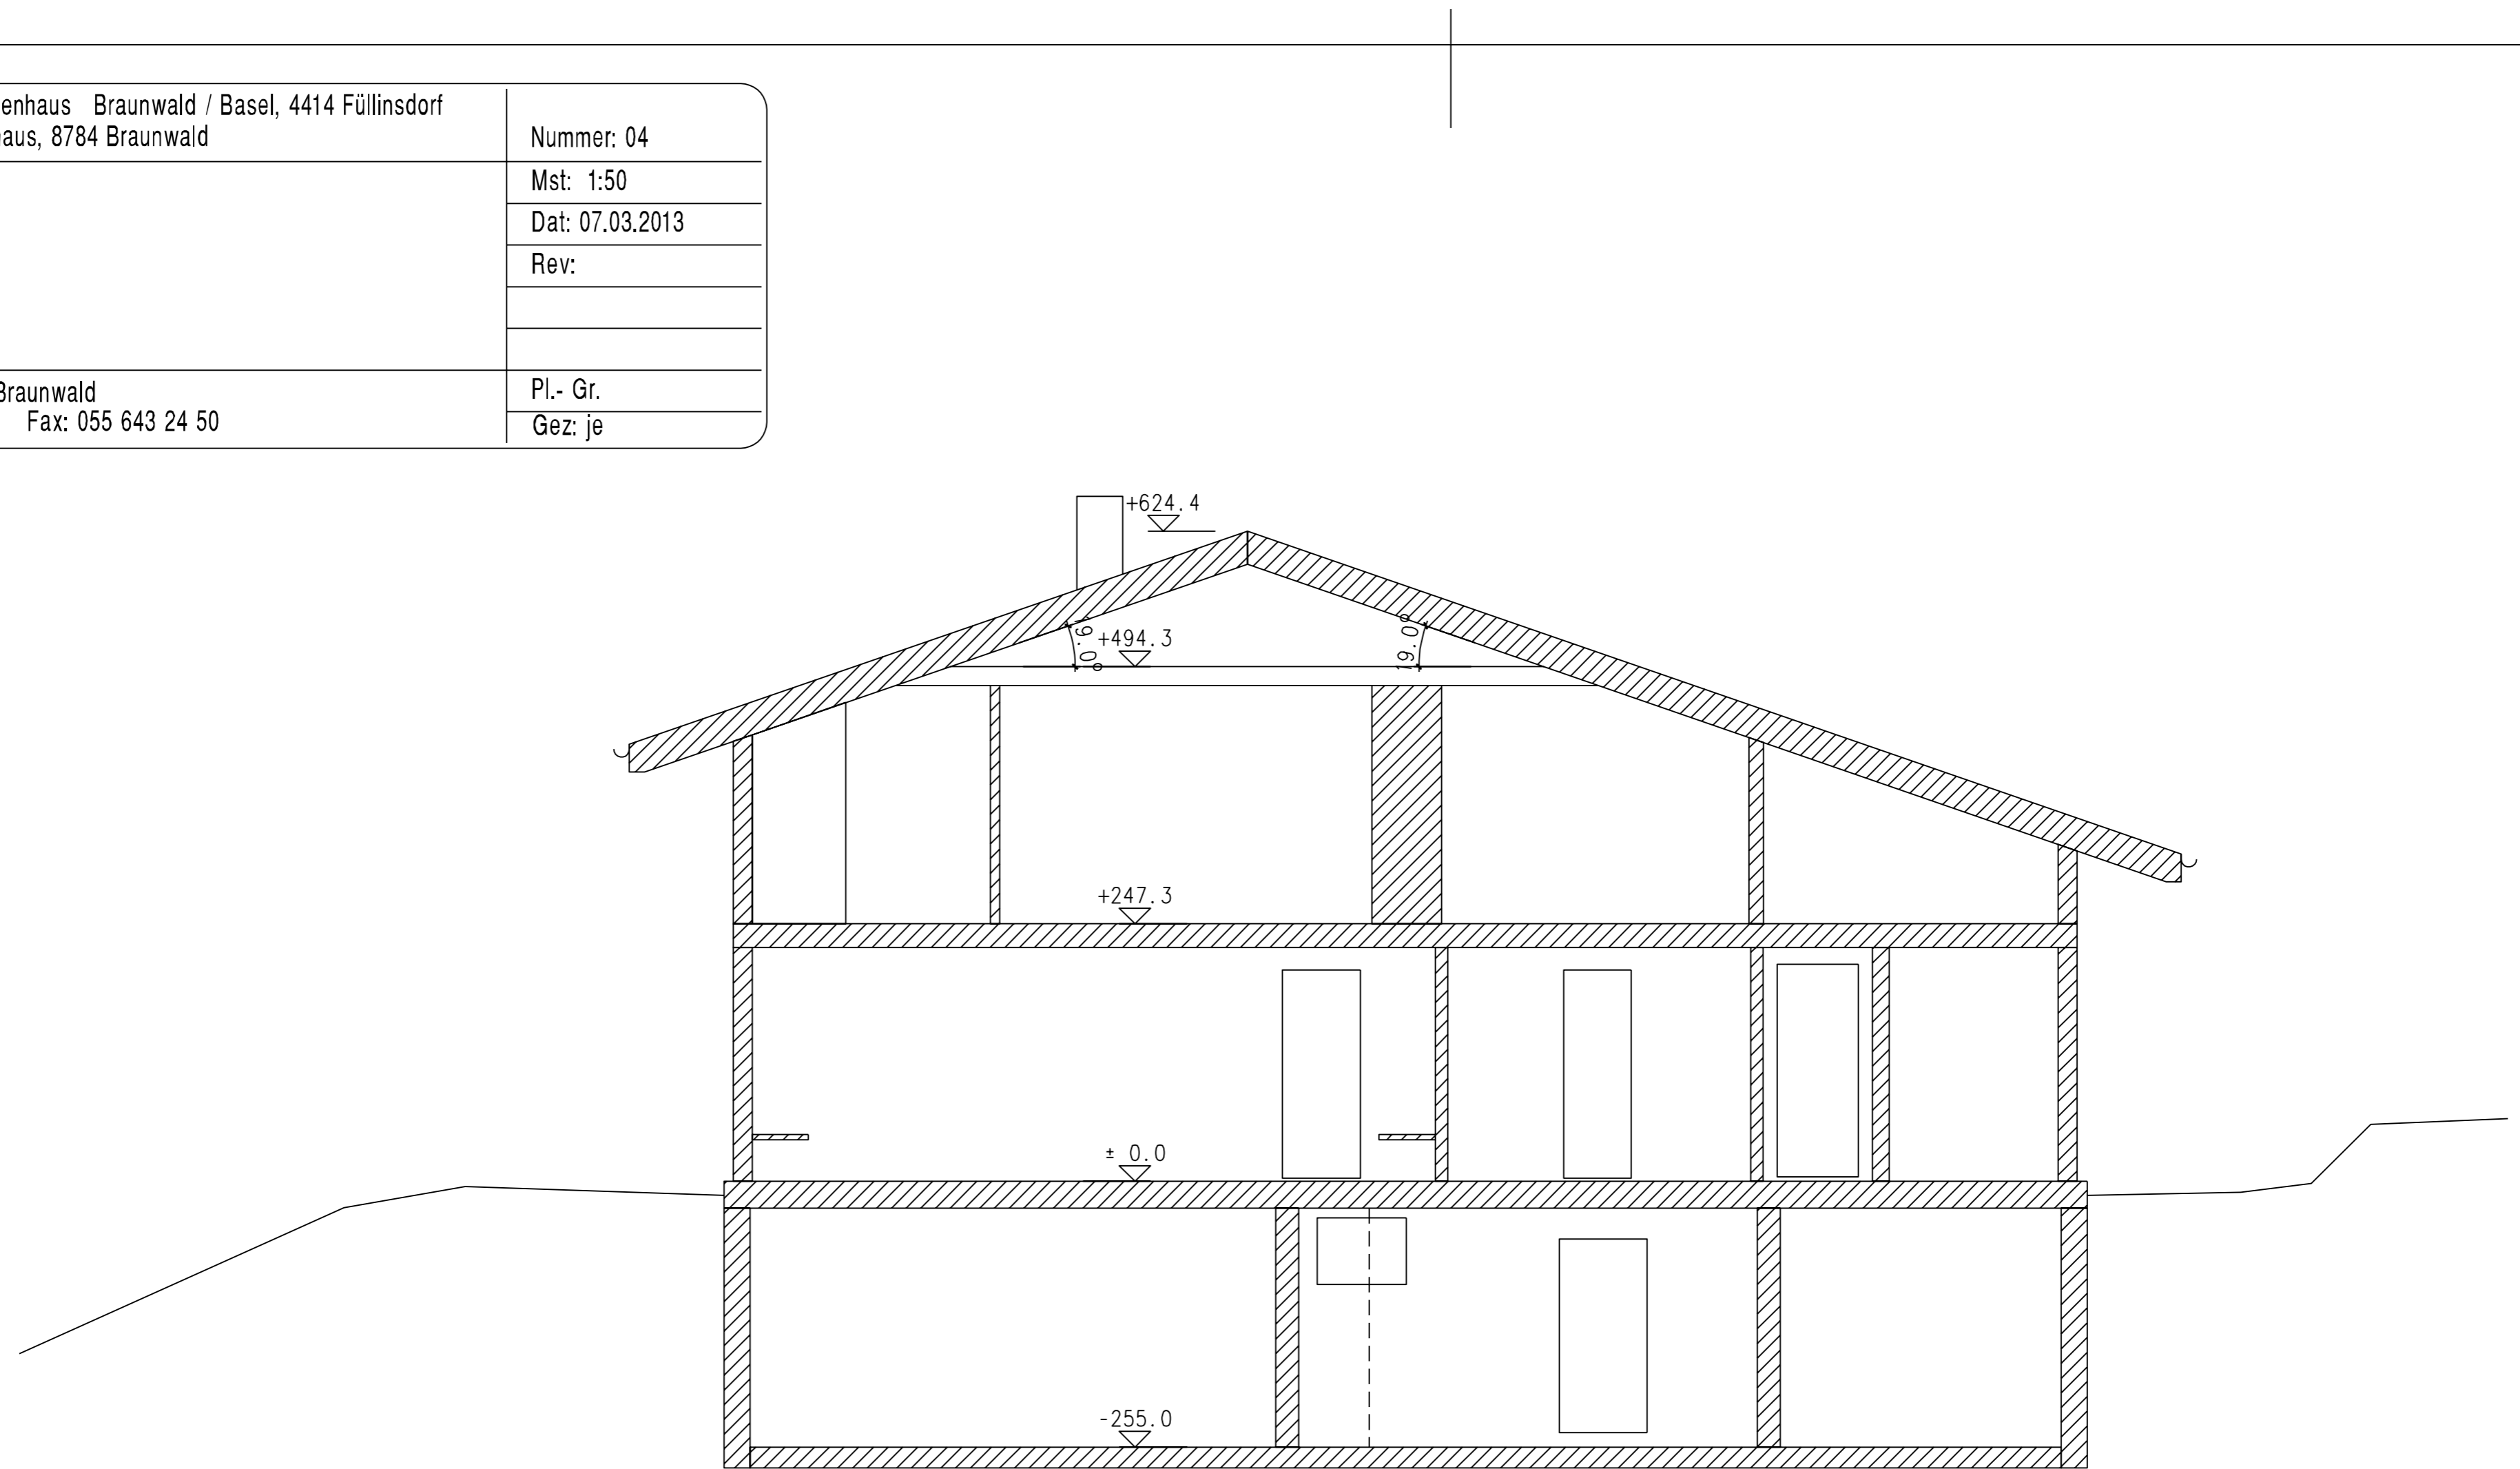 enhaus Braunwald / Basel, 4414 Füllinsdorf
aus, 8784 Braunwald
Nummer: 04
Mst: 1:50
Dat: 07.03.2013
Rev:
Braunwald
Fax: 055 643 24 50
Pl.- Gr.
Gez: je
+624.4
19.0°
+494.3
19.0°
+247.3
± 0.0
-255.0